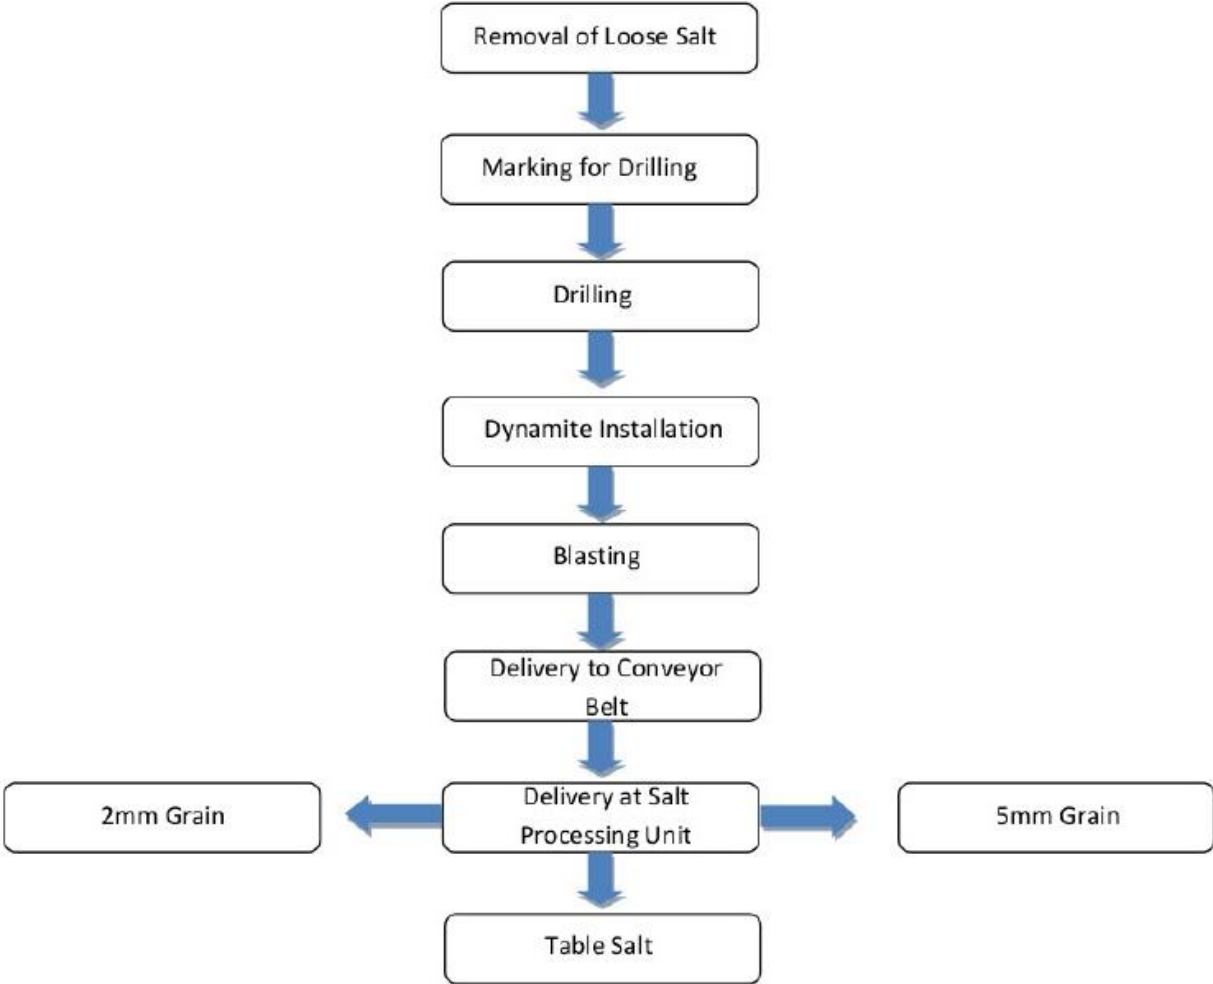 Removal of Loose Salt
Marking for Drilling
Drilling
Dynamite Installation
Blasting
Delivery to Conveyor
Belt
2mm Grain
Delivery at Salt
Processing Unit
5mm Grain
Table Salt